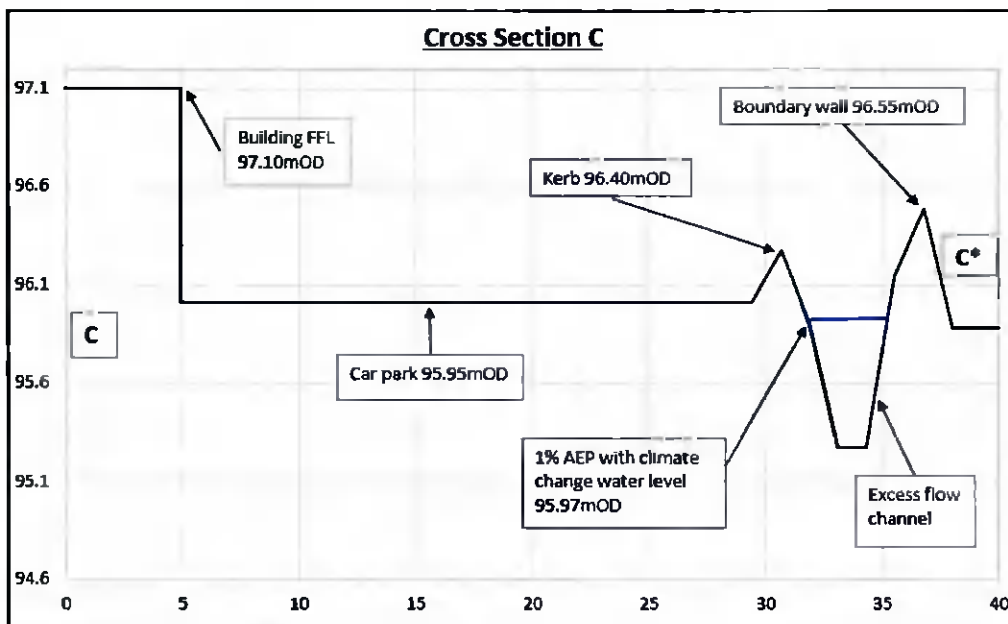 Cross Section C
97.1
96.6
96.1
95.6
95.1
94.6
0 5 10 15 20 25 30 35 40
Building FFL
97.10mOD
Boundary wall 96.55mOD
Kerb 96.40mOD
C
C*
Car park 95.95mOD
1% AEP with climate
change water level
95.97mOD
Excess flow
channel